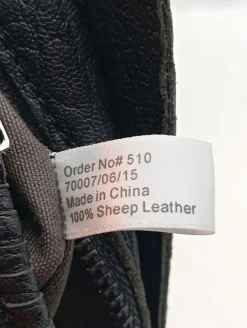 Order No# 510
70007/06/15
Made in China
100% Sheep Leather